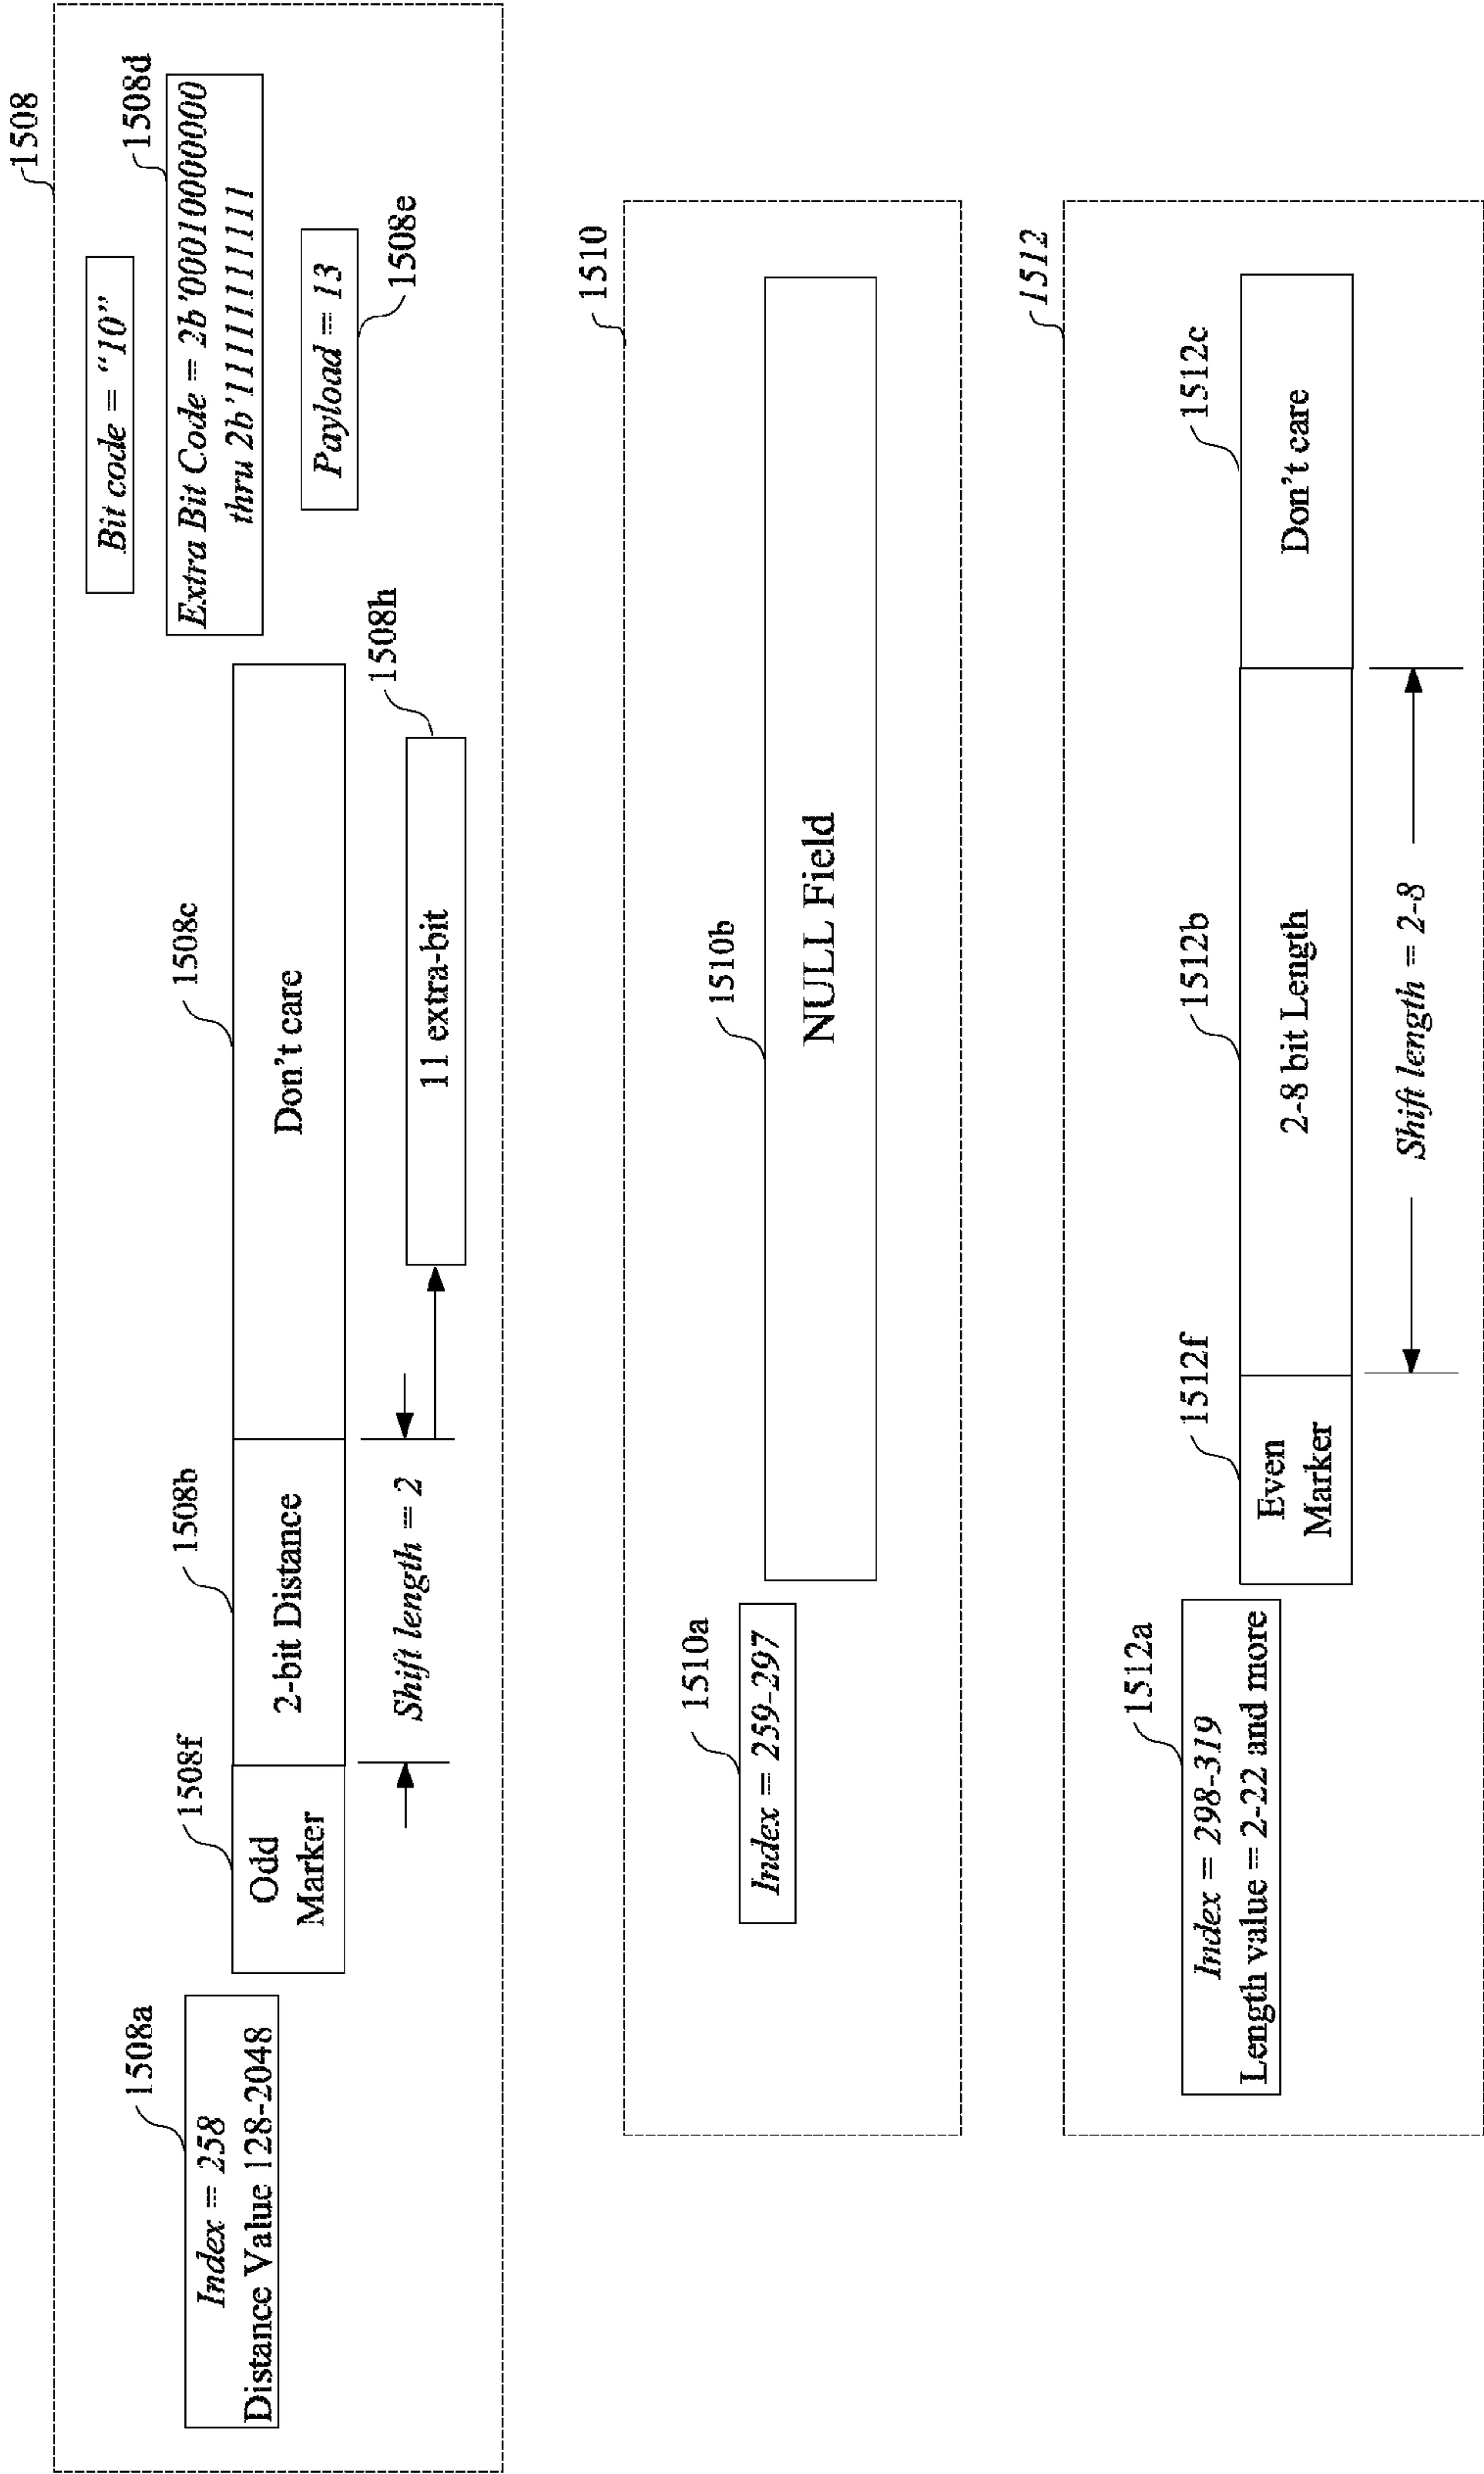 1508
Bit code = “10”
1508d
Extra Bit Code = 2b'00010000000
thru 2b'11111111111
Payload = 13
1508e
1508a
Index = 258
Distance Value 128-2048
1508f
Odd
Marker
1508b
2-bit Distance
1508c
Don't care
Shift length = 2
11 extra-bit
1508h
1510
1510a
Index = 259-297
1510b
NULL Field
1512
1512a
Index = 298-319
Length value = 2-22 and more
1512f
Even
Marker
1512b
2-8 bit Length
1512c
Don't care
Shift length = 2-8